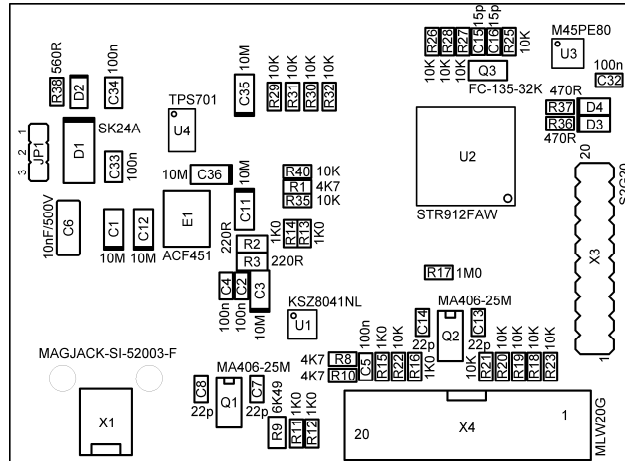 15p
15p
R26
R28
R27
C15
C16
R25
10K
10K
10K
10K
Q3
FC-135-32K
M45PE80
U3
100n
C32
560R
R38
D2
100n
C34
10M
C35
10K
10K
10K
10K
R29
R31
R30
R32
TPS701
U4
470R
R37
D4
R36
D3
470R
SK24A
D1
1
2
3
JP1
C33
100n
U2
STR912FAW
20
S2G20
X3
1
10M
C36
10M
C11
R40
10K
R1
4K7
R35
10K
10nF/500V
C6
C1
C12
10M
10M
E1
ACF451
220R
R2
R3
220R
1K0
R14
R13
1K0
C4
C2
C3
100n
100n
10M
KSZ8041NL
U1
R17
1M0
MA406-25M
C14
Q2
C13
22p
22p
MAGJACK-SI-52003-F
X1
MA406-25M
C8
Q1
C7
22p
22p
6K49
R9
1K0
1K0
R11
R12
4K7
R8
4K7
R10
100n
1K0
10K
C5
R15
R22
R16
1K0
10K
R21
R20
R19
R18
R23
10K
10K
10K
10K
20
X4
1
MLW20G